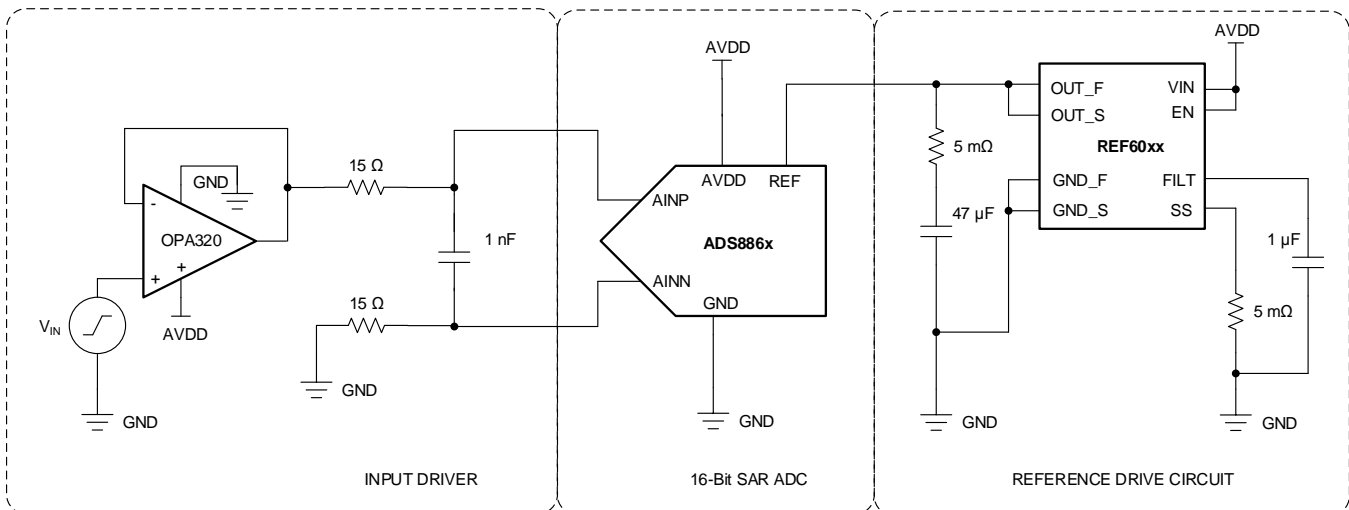 GND
-
OPA320
+
+
AVDD
VIN
GND
15 Ω
1 nF
15 Ω
GND
INPUT DRIVER
AVDD
AVDD
REF
AINP
ADS886x
AINN
GND
GND
16-Bit SAR ADC
AVDD
OUT_F
VIN
OUT_S
EN
REF60xx
5 mΩ
GND_F
FILT
GND_S
SS
47 µF
1 µF
5 mΩ
GND
GND
REFERENCE DRIVE CIRCUIT